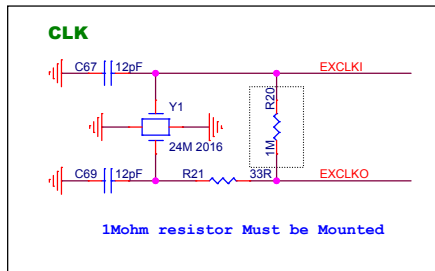 CLK
C67 12pF
EXCLKI
R20
Y1
1M
24M 2016
C69 12pF
R21 33R
EXCLKO
1Mohm resistor Must be Mounted